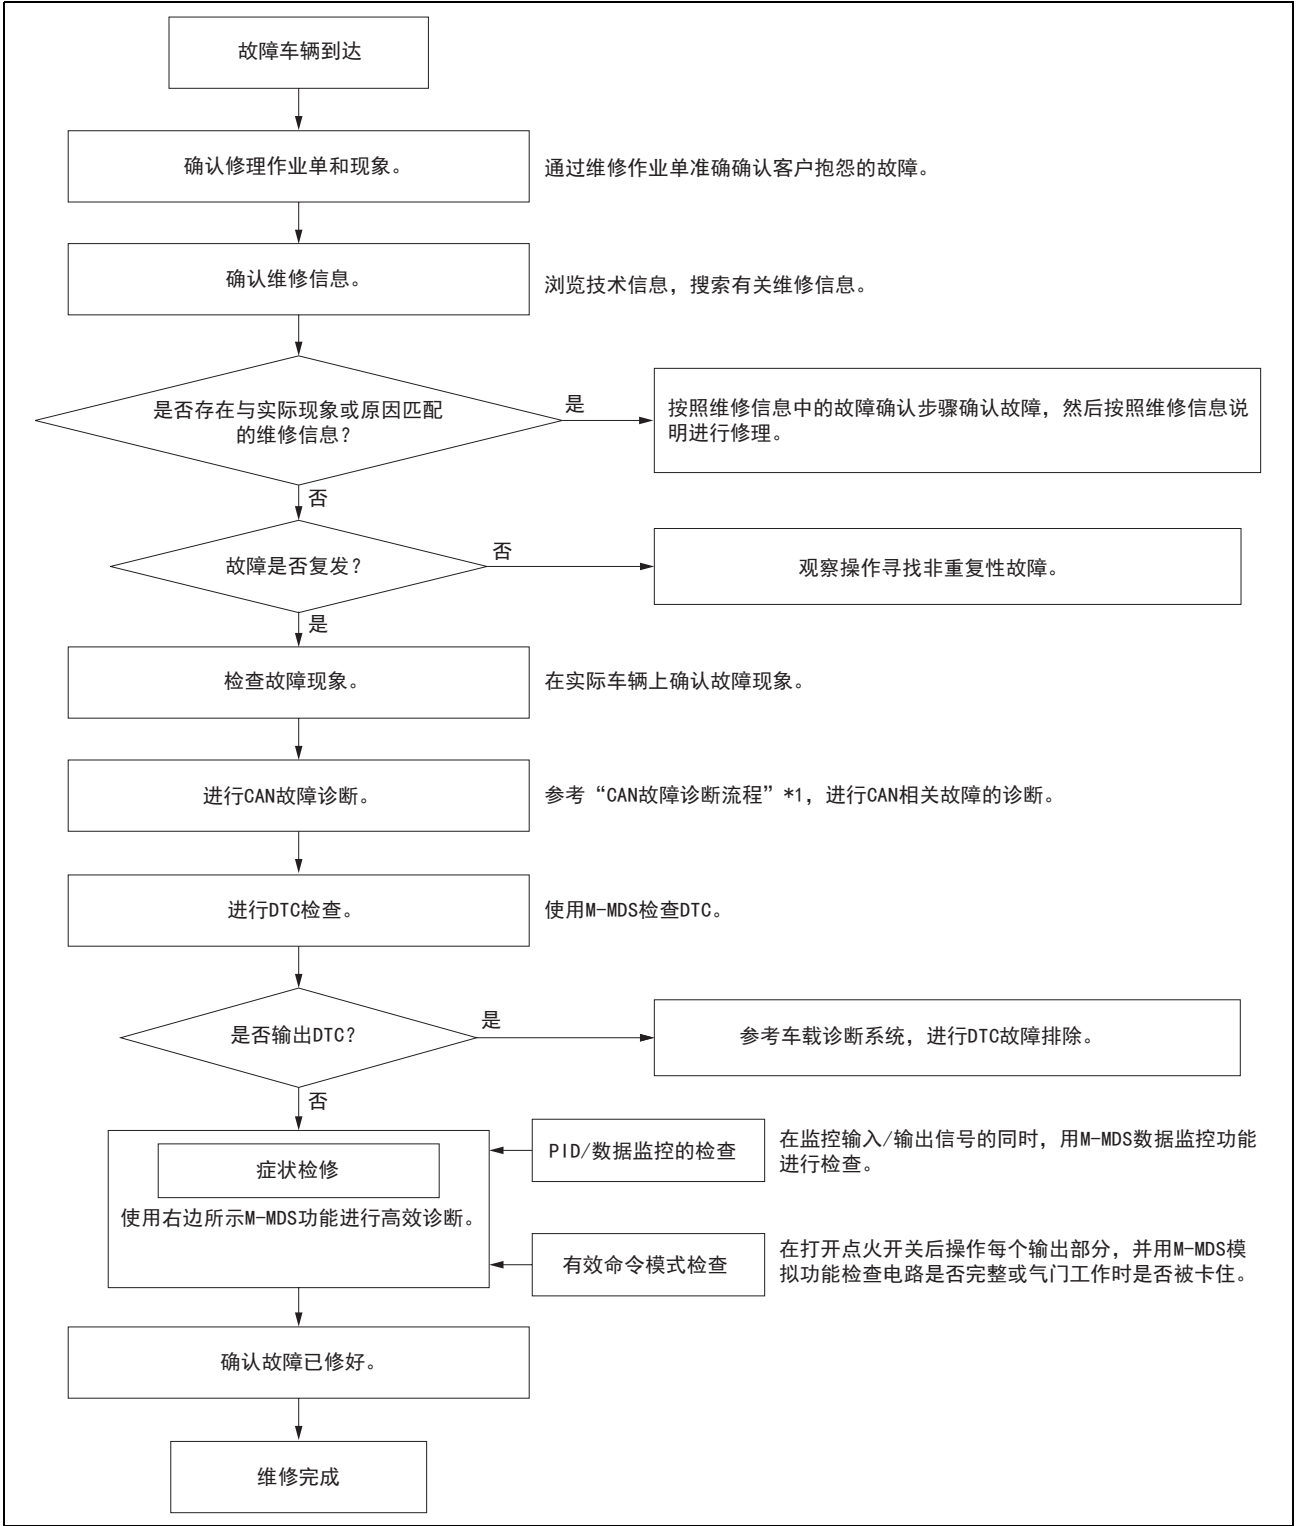 故障车辆到达
确认修理作业单和现象。
通过维修作业单准确确认客户抱怨的故障。
确认维修信息。
浏览技术信息，搜索有关维修信息。
是否存在与实际现象或原因匹配
的维修信息？
是
按照维修信息中的故障确认步骤确认故障，然后按照维修信息说
明进行修理。
否
故障是否复发？
否
观察操作寻找非重复性故障。
是
检查故障现象。
在实际车辆上确认故障现象。
进行CAN故障诊断。
参考“CAN故障诊断流程”*1，进行CAN相关故障的诊断。
进行DTC检查。
使用M-MDS检查DTC。
是否输出DTC？
是
参考车载诊断系统，进行DTC故障排除。
否
症状检修
使用右边所示M-MDS功能进行高效诊断。
PID/数据监控的检查
在监控输入/输出信号的同时，用M-MDS数据监控功能
进行检查。
有效命令模式检查
在打开点火开关后操作每个输出部分，并用M-MDS模
拟功能检查电路是否完整或气门工作时是否被卡住。
确认故障已修好。
维修完成